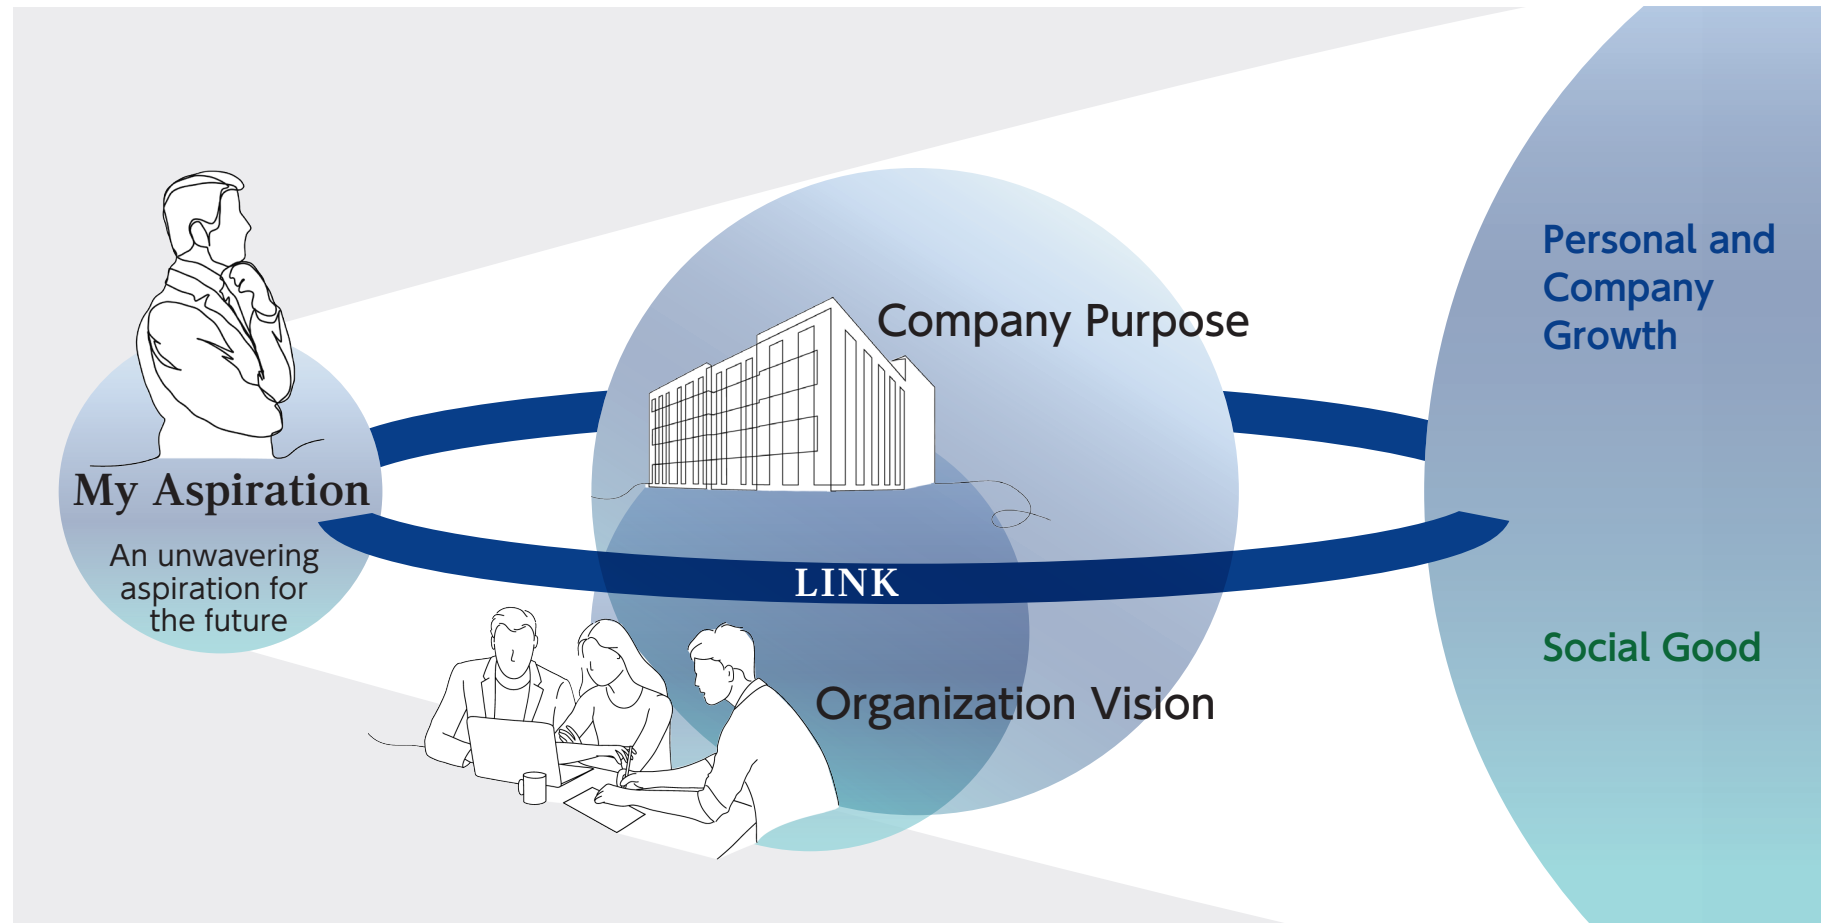 My Aspiration
An unwavering
aspiration for
the future
Company Purpose
LINK
Organization Vision
Personal and
Company
Growth
Social Good